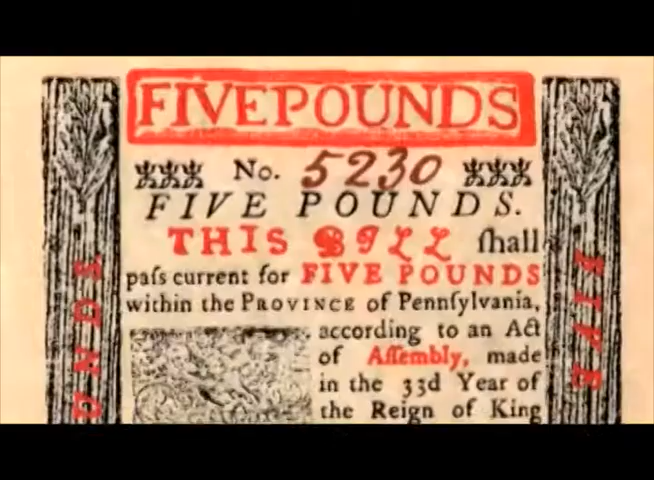 FIVEPOUNDS
No. 5230
FIVE POUNDS.
THIS BILL ſhall
paſs current for FIVE POUNDS
within the PROVINCE of Pennſylvania,
according to an Act
of Aſſembly, made
in the 33d Year of
the Reign of King
UNDS
FIVE